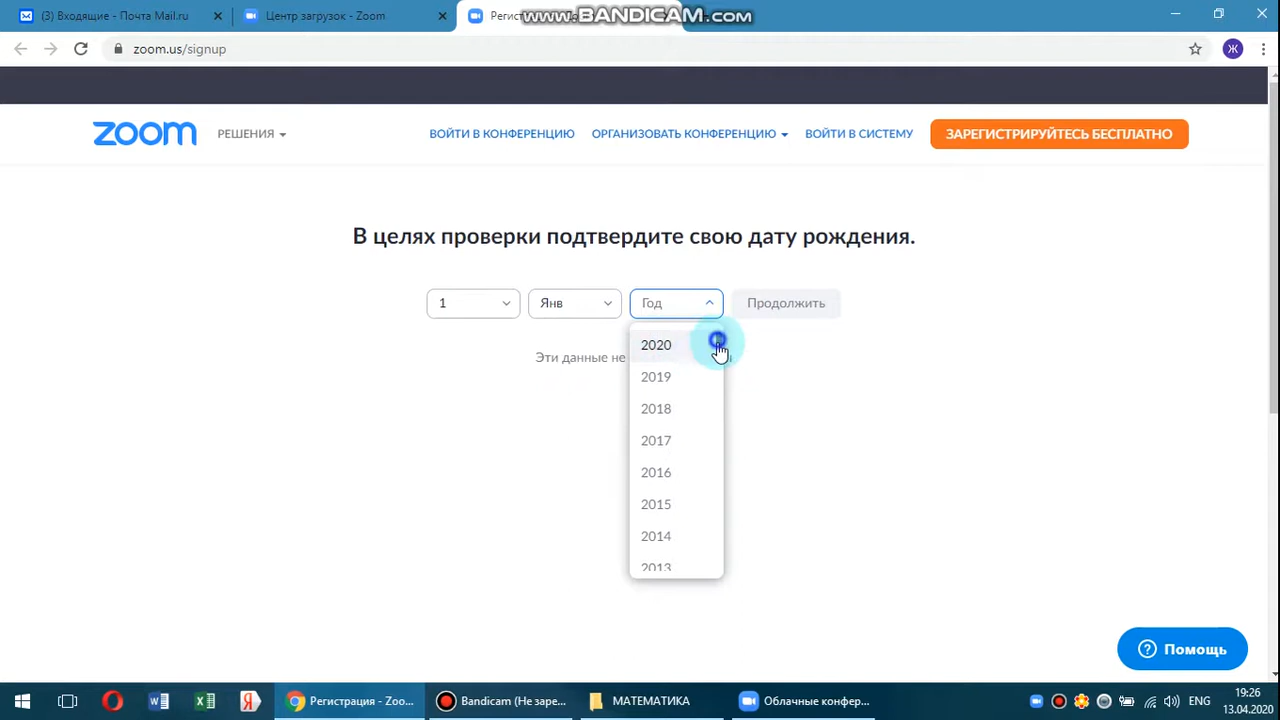 (3) Входящие - Почта Mail.ru
Центр загрузок - Zoom
Регис
www.BANDICAM.com
zoom.us/signup
Ж
zoom
РЕШЕНИЯ
ВОЙТИ В КОНФЕРЕНЦИЮ
ОРГАНИЗОВАТЬ КОНФЕРЕНЦИЮ
ВОЙТИ В СИСТЕМУ
ЗАРЕГИСТРИРУЙТЕСЬ БЕСПЛАТНО
В целях проверки подтвердите свою дату рождения.
1
Янв
Год
Продолжить
Эти данные не
2020
2019
2018
2017
2016
2015
2014
2013
Помощь
Регистрация - Zoo...
Bandicam (Не заре...
МАТЕМАТИКА
Облачные конфер...
ENG
19:26
13.04.2020